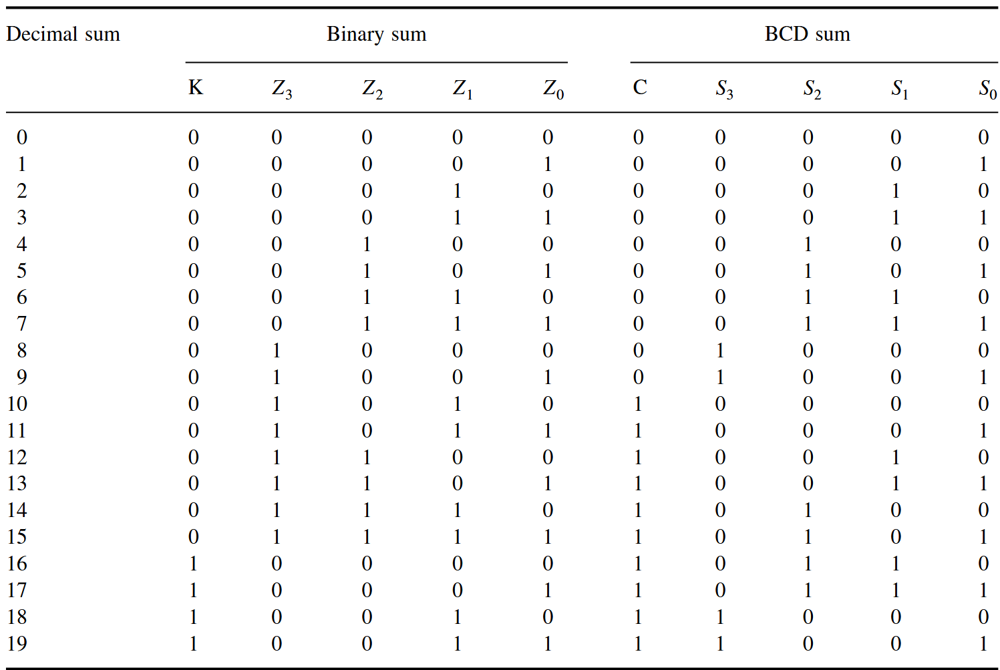 Decimal sum Binary sum BCD sum
K Z₃ Z₂ Z₁ Z₀ C S₃ S₂ S₁ S₀
0 0 0 0 0 0 0 0 0 0 0
1 0 0 0 0 1 0 0 0 0 1
2 0 0 0 1 0 0 0 0 1 0
3 0 0 0 1 1 0 0 0 1 1
4 0 0 1 0 0 0 0 1 0 0
5 0 0 1 0 1 0 0 1 0 1
6 0 0 1 1 0 0 0 1 1 0
7 0 0 1 1 1 0 0 1 1 1
8 0 1 0 0 0 0 1 0 0 0
9 0 1 0 0 1 0 1 0 0 1
10 0 1 0 1 0 1 0 0 0 0
11 0 1 0 1 1 1 0 0 0 1
12 0 1 1 0 0 1 0 0 1 0
13 0 1 1 0 1 1 0 0 1 1
14 0 1 1 1 0 1 0 1 0 0
15 0 1 1 1 1 1 0 1 0 1
16 1 0 0 0 0 1 0 1 1 0
17 1 0 0 0 1 1 0 1 1 1
18 1 0 0 1 0 1 1 0 0 0
19 1 0 0 1 1 1 1 0 0 1